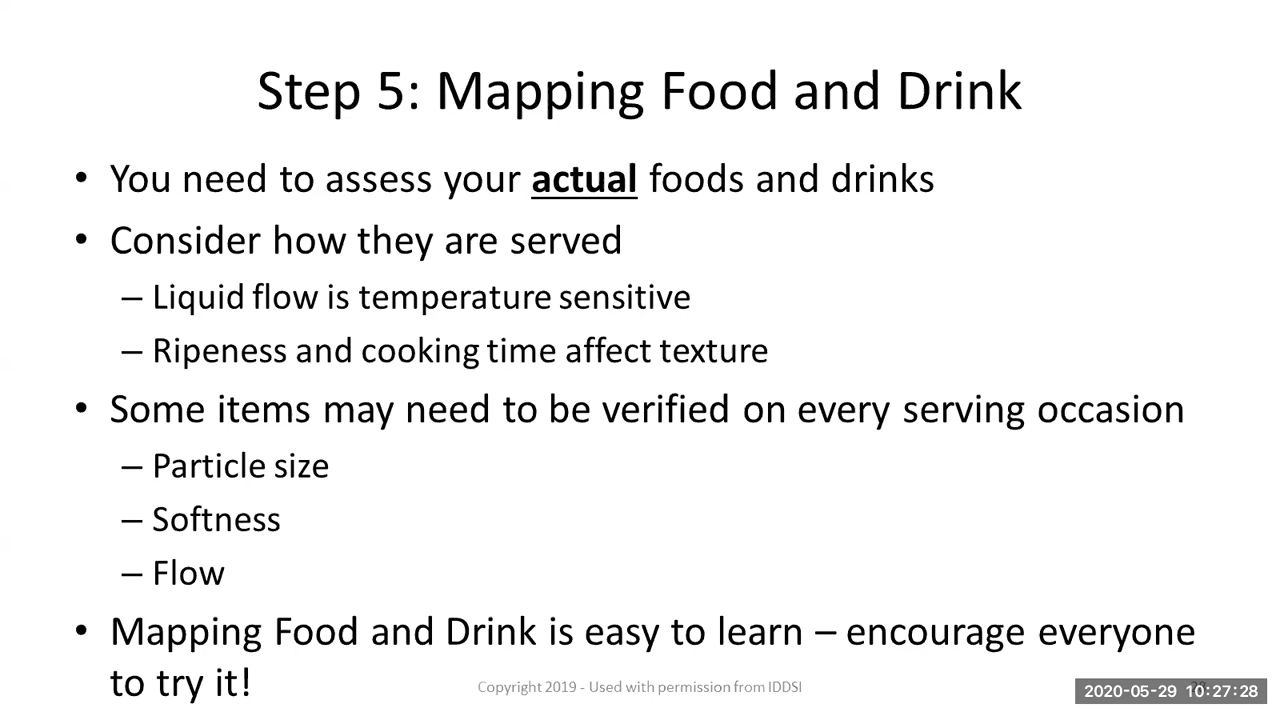 Step 5: Mapping Food and Drink
• You need to assess your actual foods and drinks
• Consider how they are served
– Liquid flow is temperature sensitive
– Ripeness and cooking time affect texture
• Some items may need to be verified on every serving occasion
– Particle size
– Softness
– Flow
• Mapping Food and Drink is easy to learn – encourage everyone
to try it!
Copyright 2019 - Used with permission from IDDSI
2020-05-29 10:27:28